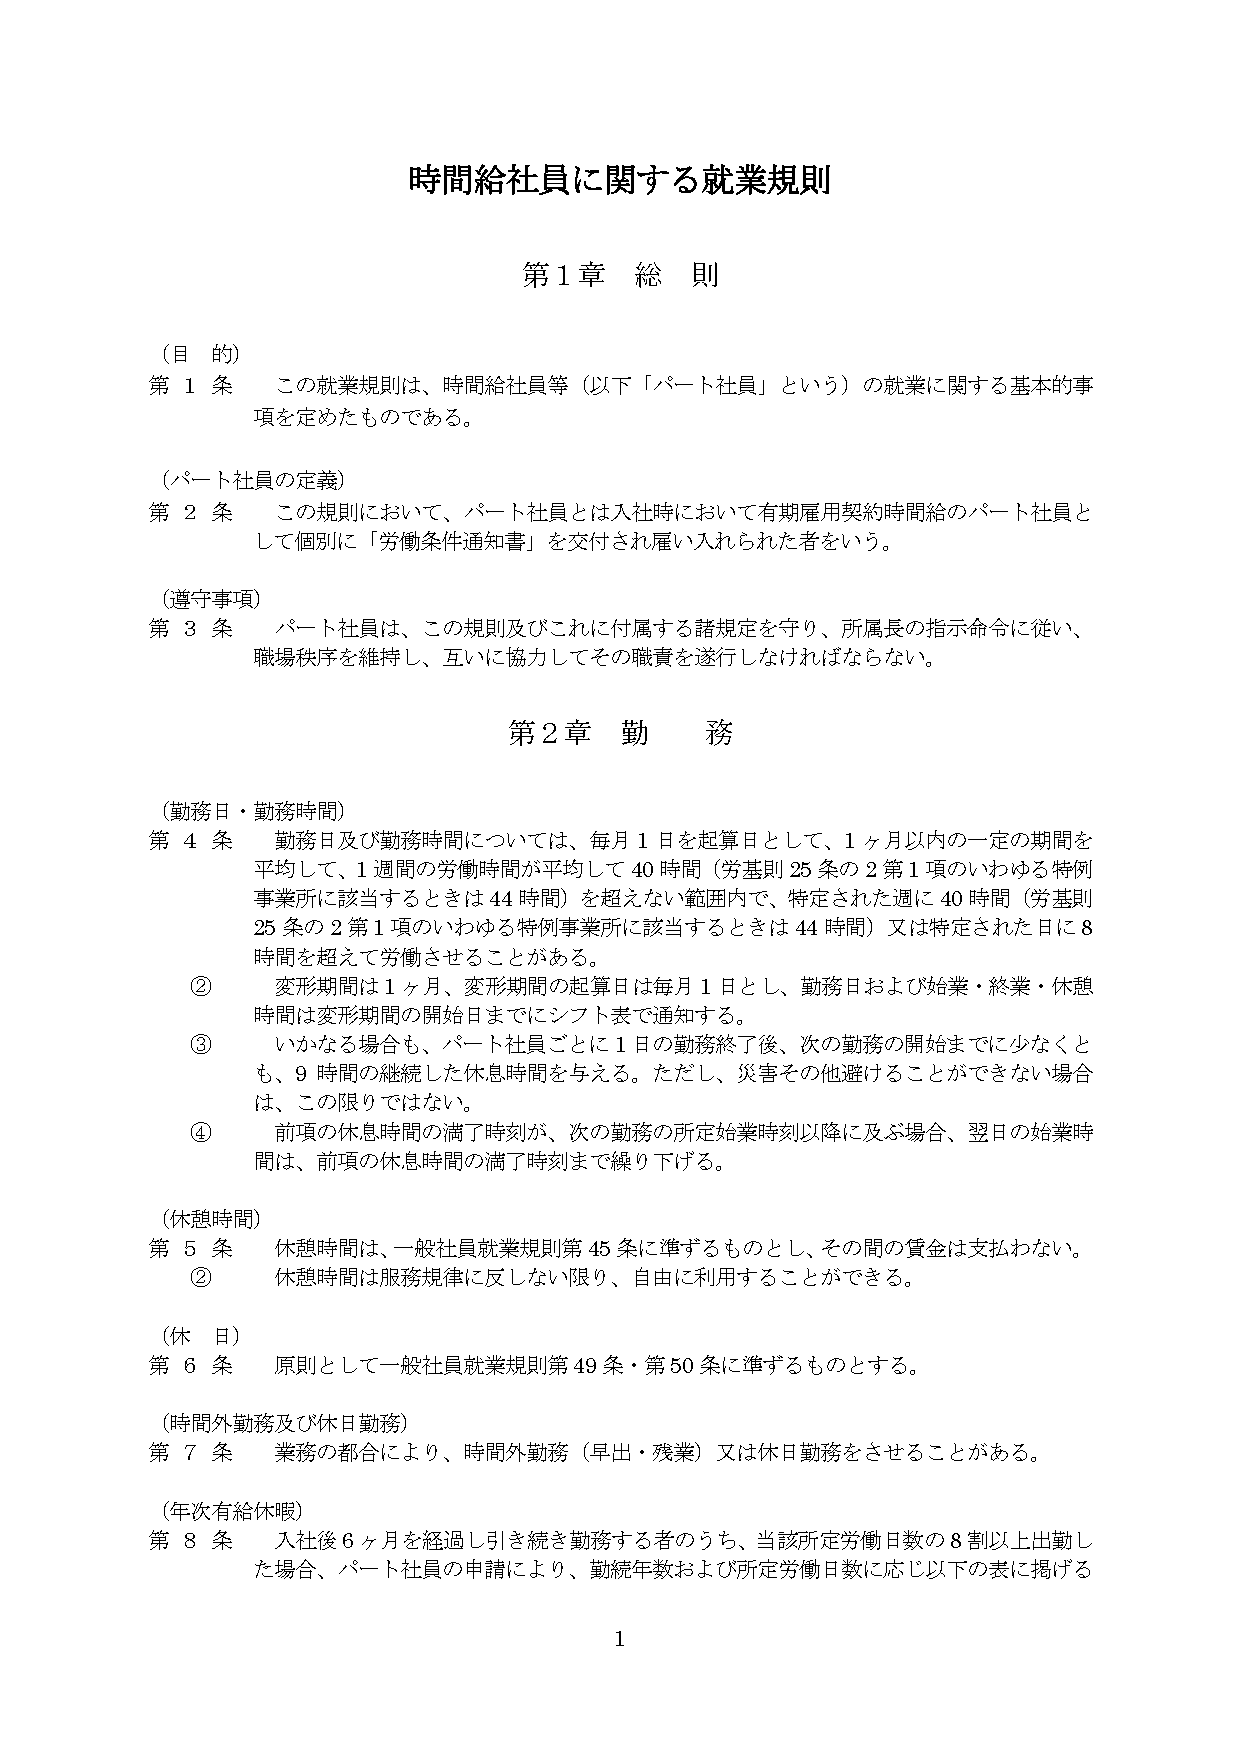 時間給社員に関する就業規則
第１章　総　則
（目　的）
第 １ 条　　この就業規則は、時間給社員等（以下「パート社員」という）の就業に関する基本的事
項を定めたものである。
（パート社員の定義）
第 ２ 条　　この規則において、パート社員とは入社時において有期雇用契約時間給のパート社員と
して個別に「労働条件通知書」を交付され雇い入れられた者をいう。
（遵守事項）
第 ３ 条　　パート社員は、この規則及びこれに付属する諸規定を守り、所属長の指示命令に従い、
職場秩序を維持し、互いに協力してその職責を遂行しなければならない。
第２章　勤　　務
（勤務日・勤務時間）
第 ４ 条　　勤務日及び勤務時間については、毎月 1 日を起算日として、1 ヶ月以内の一定の期間を
平均して、1 週間の労働時間が平均して 40 時間（労基則 25 条の 2 第 1 項のいわゆる特例
事業所に該当するときは 44 時間）を超えない範囲内で、特定された週に 40 時間（労基則
25 条の 2 第 1 項のいわゆる特例事業所に該当するときは 44 時間）又は特定された日に 8
時間を超えて労働させることがある。
②　　　変形期間は 1 ヶ月、変形期間の起算日は毎月 1 日とし、勤務日および始業・終業・休憩
時間は変形期間の開始日までにシフト表で通知する。
③　　　いかなる場合も、パート社員ごとに 1 日の勤務終了後、次の勤務の開始までに少なくと
も、9 時間の継続した休息時間を与える。ただし、災害その他避けることができない場合
は、この限りではない。
④　　　前項の休息時間の満了時刻が、次の勤務の所定始業時刻以降に及ぶ場合、翌日の始業時
間は、前項の休息時間の満了時刻まで繰り下げる。
（休憩時間）
第 ５ 条　　休憩時間は、一般社員就業規則第 45 条に準ずるものとし、その間の賃金は支払わない。
②　　　休憩時間は服務規律に反しない限り、自由に利用することができる。
（休　日）
第 ６ 条　　原則として一般社員就業規則第 49 条・第 50 条に準ずるものとする。
（時間外勤務及び休日勤務）
第 ７ 条　　業務の都合により、時間外勤務（早出・残業）又は休日勤務をさせることがある。
（年次有給休暇）
第 ８ 条　　入社後 6 ヶ月を経過し引き続き勤務する者のうち、当該所定労働日数の 8 割以上出勤し
た場合、パート社員の申請により、勤続年数および所定労働日数に応じ以下の表に掲げる
1